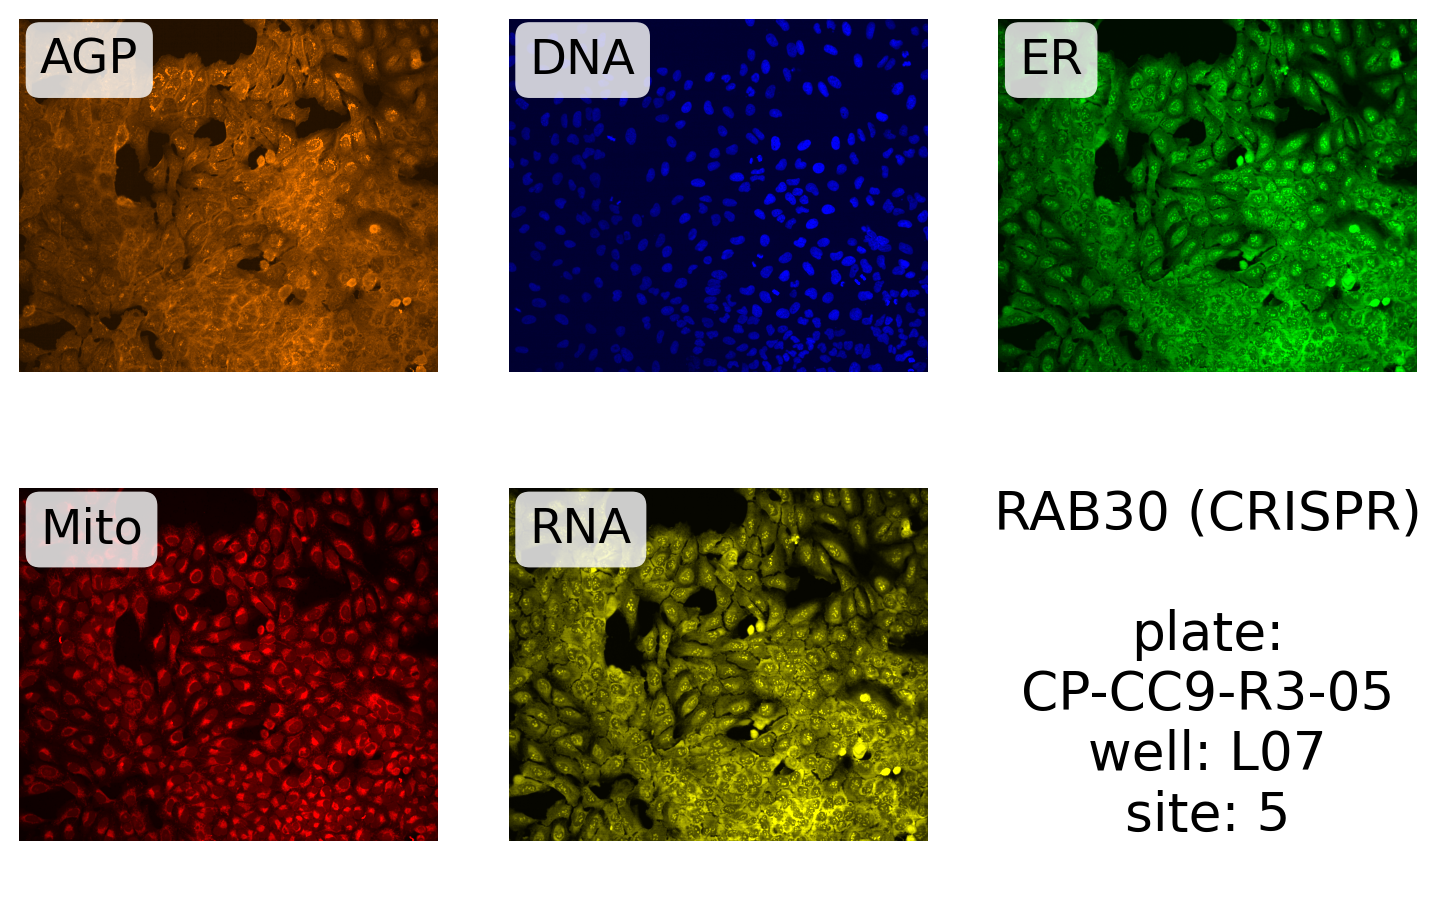 AGP
DNA
ER
Mito
RNA
RAB30 (CRISPR)
plate:
CP-CC9-R3-05
well: L07
site: 5